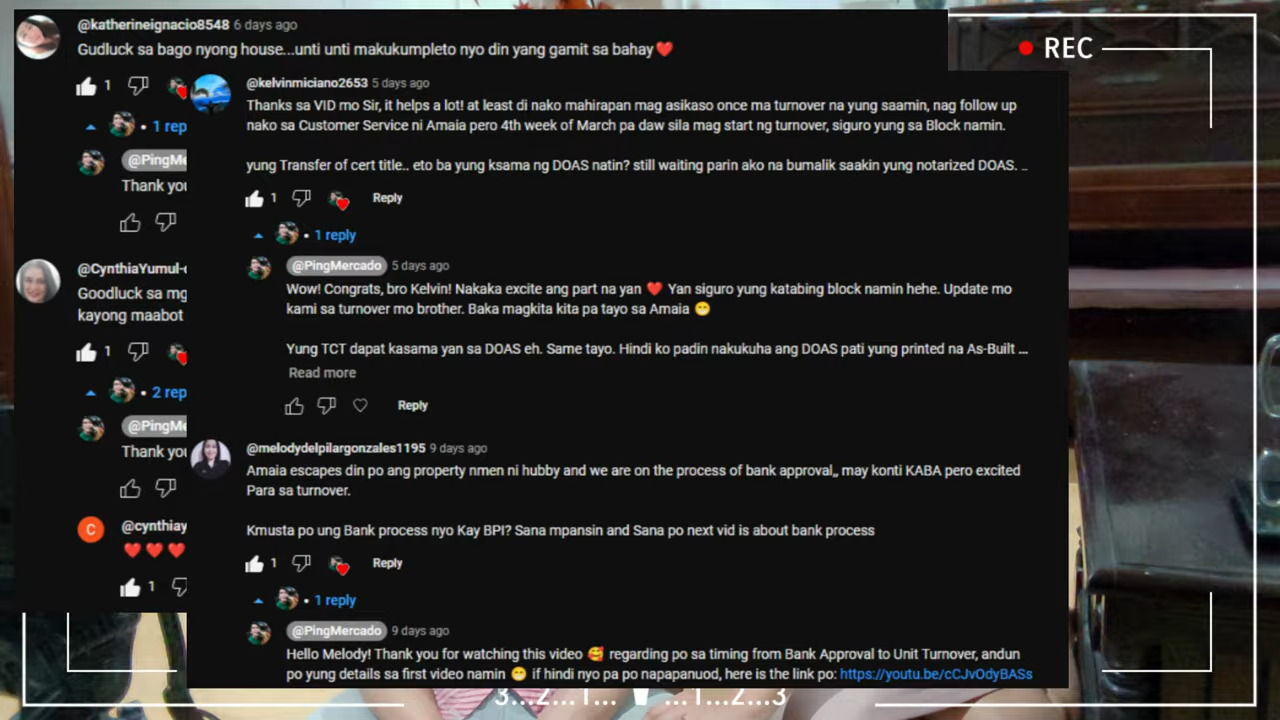 @katherineignacio8548 6 days ago
Gudluck sa bago nyong house...unti unti makukumpleto nyo din yang gamit sa bahay❤️
1
1 rep
@PingMe
Thank you
@CynthiaYumul-
Goodluck sa mg
kayong maabot
1
2 rep
@PingMe
Thank you
C
@cynthiay
❤️❤️❤️
1
@kelvinmiciano2653 5 days ago
Thanks sa VID mo Sir, it helps a lot! at least di nako mahirapan mag asikaso once ma turnover na yung saamin, nag follow up
nako sa Customer Service ni Amaia pero 4th week of March pa daw sila mag start ng turnover, siguro yung sa Block namin.
yung Transfer of cert title.. eto ba yung ksama ng DOAS natin? still waiting parin ako na bumalik saakin yung notarized DOAS. ..
1 Reply
1 reply
@PingMercado 5 days ago
Wow! Congrats, bro Kelvin! Nakaka excite ang part na yan ❤️ Yan siguro yung katabing block namin hehe. Update mo
kami sa turnover mo brother. Baka magkita kita pa tayo sa Amaia 😁
Yung TCT dapat kasama yan sa DOAS eh. Same tayo. Hindi ko padin nakukuha ang DOAS pati yung printed na As-Built ...
Read more
Reply
@melodydelpilargonzales1195 9 days ago
Amaia escapes din po ang property nmen ni hubby and we are on the process of bank approval,, may konti KABA pero excited
Para sa turnover.
Kmusta po ung Bank process nyo Kay BPI? Sana mpansin and Sana po next vid is about bank process
1 Reply
1 reply
@PingMercado 9 days ago
Hello Melody! Thank you for watching this video 🥰 regarding po sa timing from Bank Approval to Unit Turnover, andun
po yung details sa first video namin 😁 if hindi nyo pa po napapanuod, here is the link po: https://youtu.be/cCJvOdyBASs
REC
3...2...1... ...1...2...3